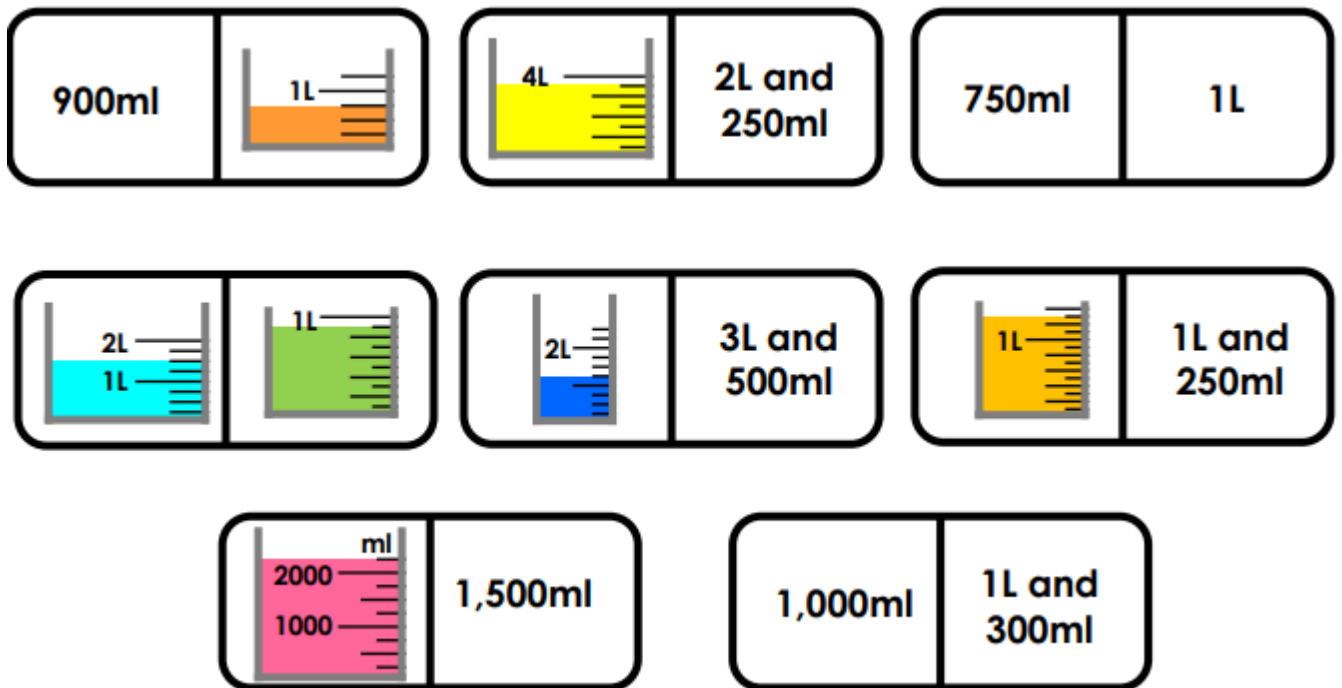 900ml
1L
4L
2L and
250ml
750ml
1L
2L
1L
1L
2L
3L and
500ml
1L
1L and
250ml
ml
2000
1000
1,500ml
1,000ml
1L and
300ml